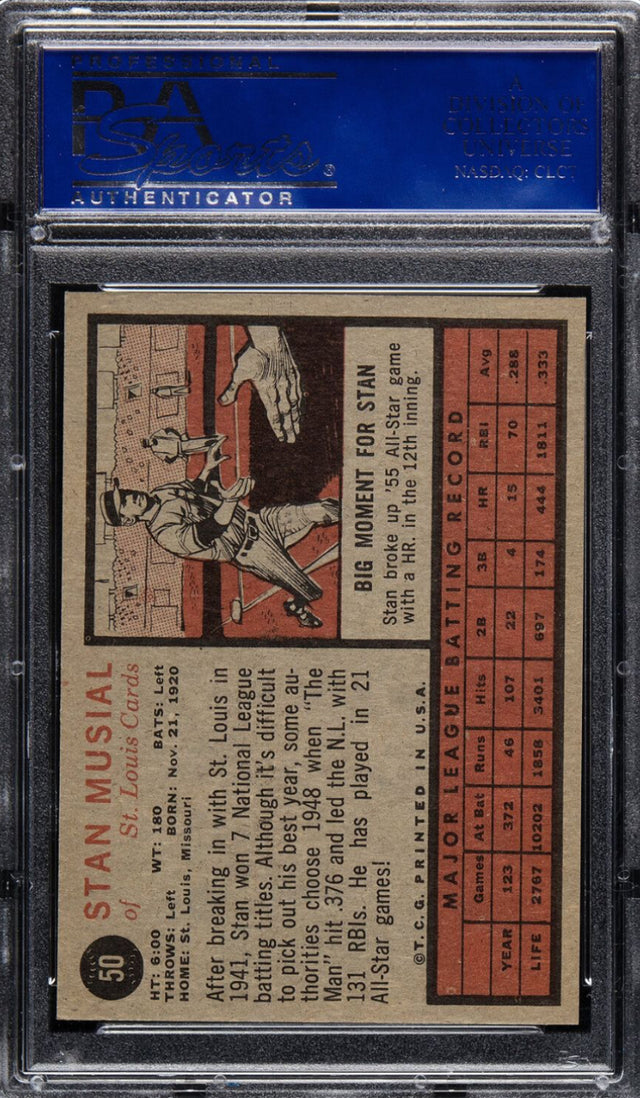 PROFESSIONAL
PSA
Sports®
AUTHENTICATOR
A
DIVISION OF
COLLECTORS
UNIVERSE
NASDAQ: CLCT
50
STAN MUSIAL
of St. Louis Cards
HT: 6:00 WT: 180 BATS: Left
THROWS: Left BORN: Nov. 21, 1920
HOME: St. Louis, Missouri
After breaking in with St. Louis in
1941, Stan won 7 National League
batting titles. Although it's difficult
to pick out his best year, some au-
thorities choose 1948 when "The
Man" hit .376 and led the N.L. with
131 RBIs. He has played in 21
All-Star games!
BIG MOMENT FOR STAN
Stan broke up '55 All-Star game
with a HR. in the 12th inning.
©T.C.G. PRINTED IN U.S.A.
MAJOR LEAGUE BATTING RECORD
Games At Bat Runs Hits 2B 3B HR RBI Avg
YEAR 123 372 46 107 22 4 15 70 .288
LIFE 2767 10202 1858 3401 697 174 444 1811 .333